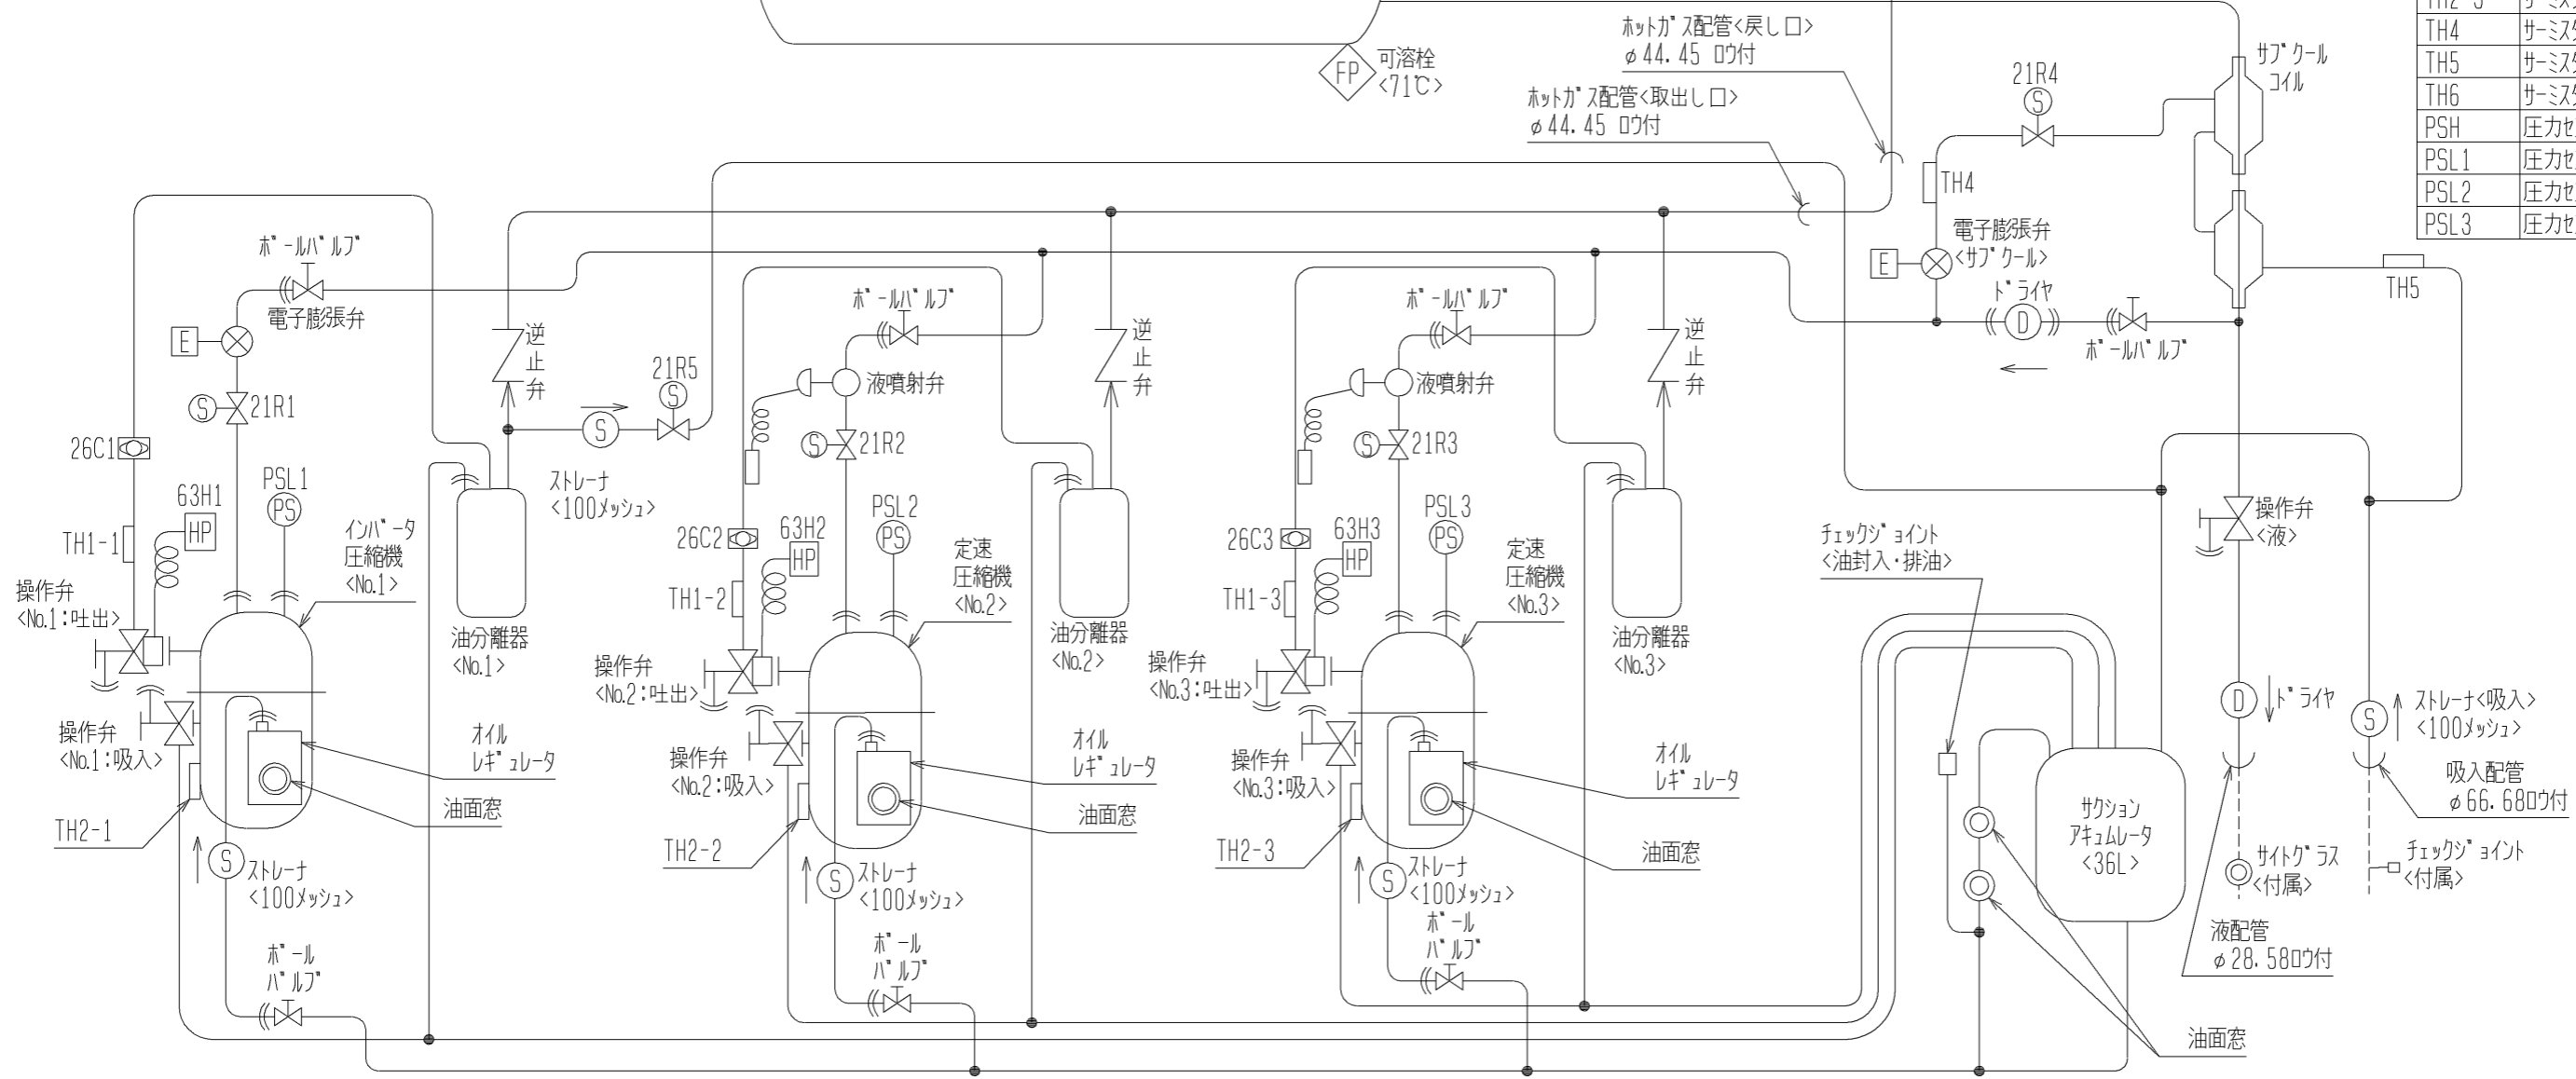 ホットガス配管<戻し口>
φ44.45 ロウ付
FP
可溶栓
<71℃>
ホットガス配管<取出し口>
φ44.45 ロウ付
21R4
S
サブクール
コイル
TH4
TH5
TH6
PSH
PSL1
PSL2
PSL3
TH4
電子膨張弁
<サブクール>
E
ドライヤ
D
ボールバルブ
TH5
ボールバルブ
電子膨張弁
E
S
21R1
26C1
63H1
HP
PSL1
PS
TH1-1
インバータ
圧縮機
<No.1>
操作弁
<No.1:吐出>
操作弁
<No.1:吸入>
TH2-1
オイル
レギュレータ
油面窓
S
ストレーナ
<100メッシュ>
ボール
バルブ
油分離器
<No.1>
逆
止
弁
21R5
S
S
ストレーナ
<100メッシュ>
ボールバルブ
液噴射弁
S
21R2
26C2
63H2
HP
PSL2
PS
TH1-2
定速
圧縮機
<No.2>
操作弁
<No.2:吐出>
操作弁
<No.2:吸入>
TH2-2
オイル
レギュレータ
油面窓
S
ストレーナ
<100メッシュ>
ボール
バルブ
油分離器
<No.2>
逆
止
弁
ボールバルブ
液噴射弁
S
21R3
26C3
63H3
HP
PSL3
PS
TH1-3
定速
圧縮機
<No.3>
操作弁
<No.3:吐出>
操作弁
<No.3:吸入>
TH2-3
オイル
レギュレータ
油面窓
S
ストレーナ
<100メッシュ>
ボール
バルブ
油分離器
<No.3>
逆
止
弁
チェックジョイント
<油封入・排油>
操作弁
<液>
サクション
アキュムレータ
<36L>
油面窓
D
ドライヤ
S
ストレーナ<吸入>
<100メッシュ>
吸入配管
φ66.68ロウ付
サイトグラス
<付属>
チェックジョイント
<付属>
液配管
φ28.58ロウ付